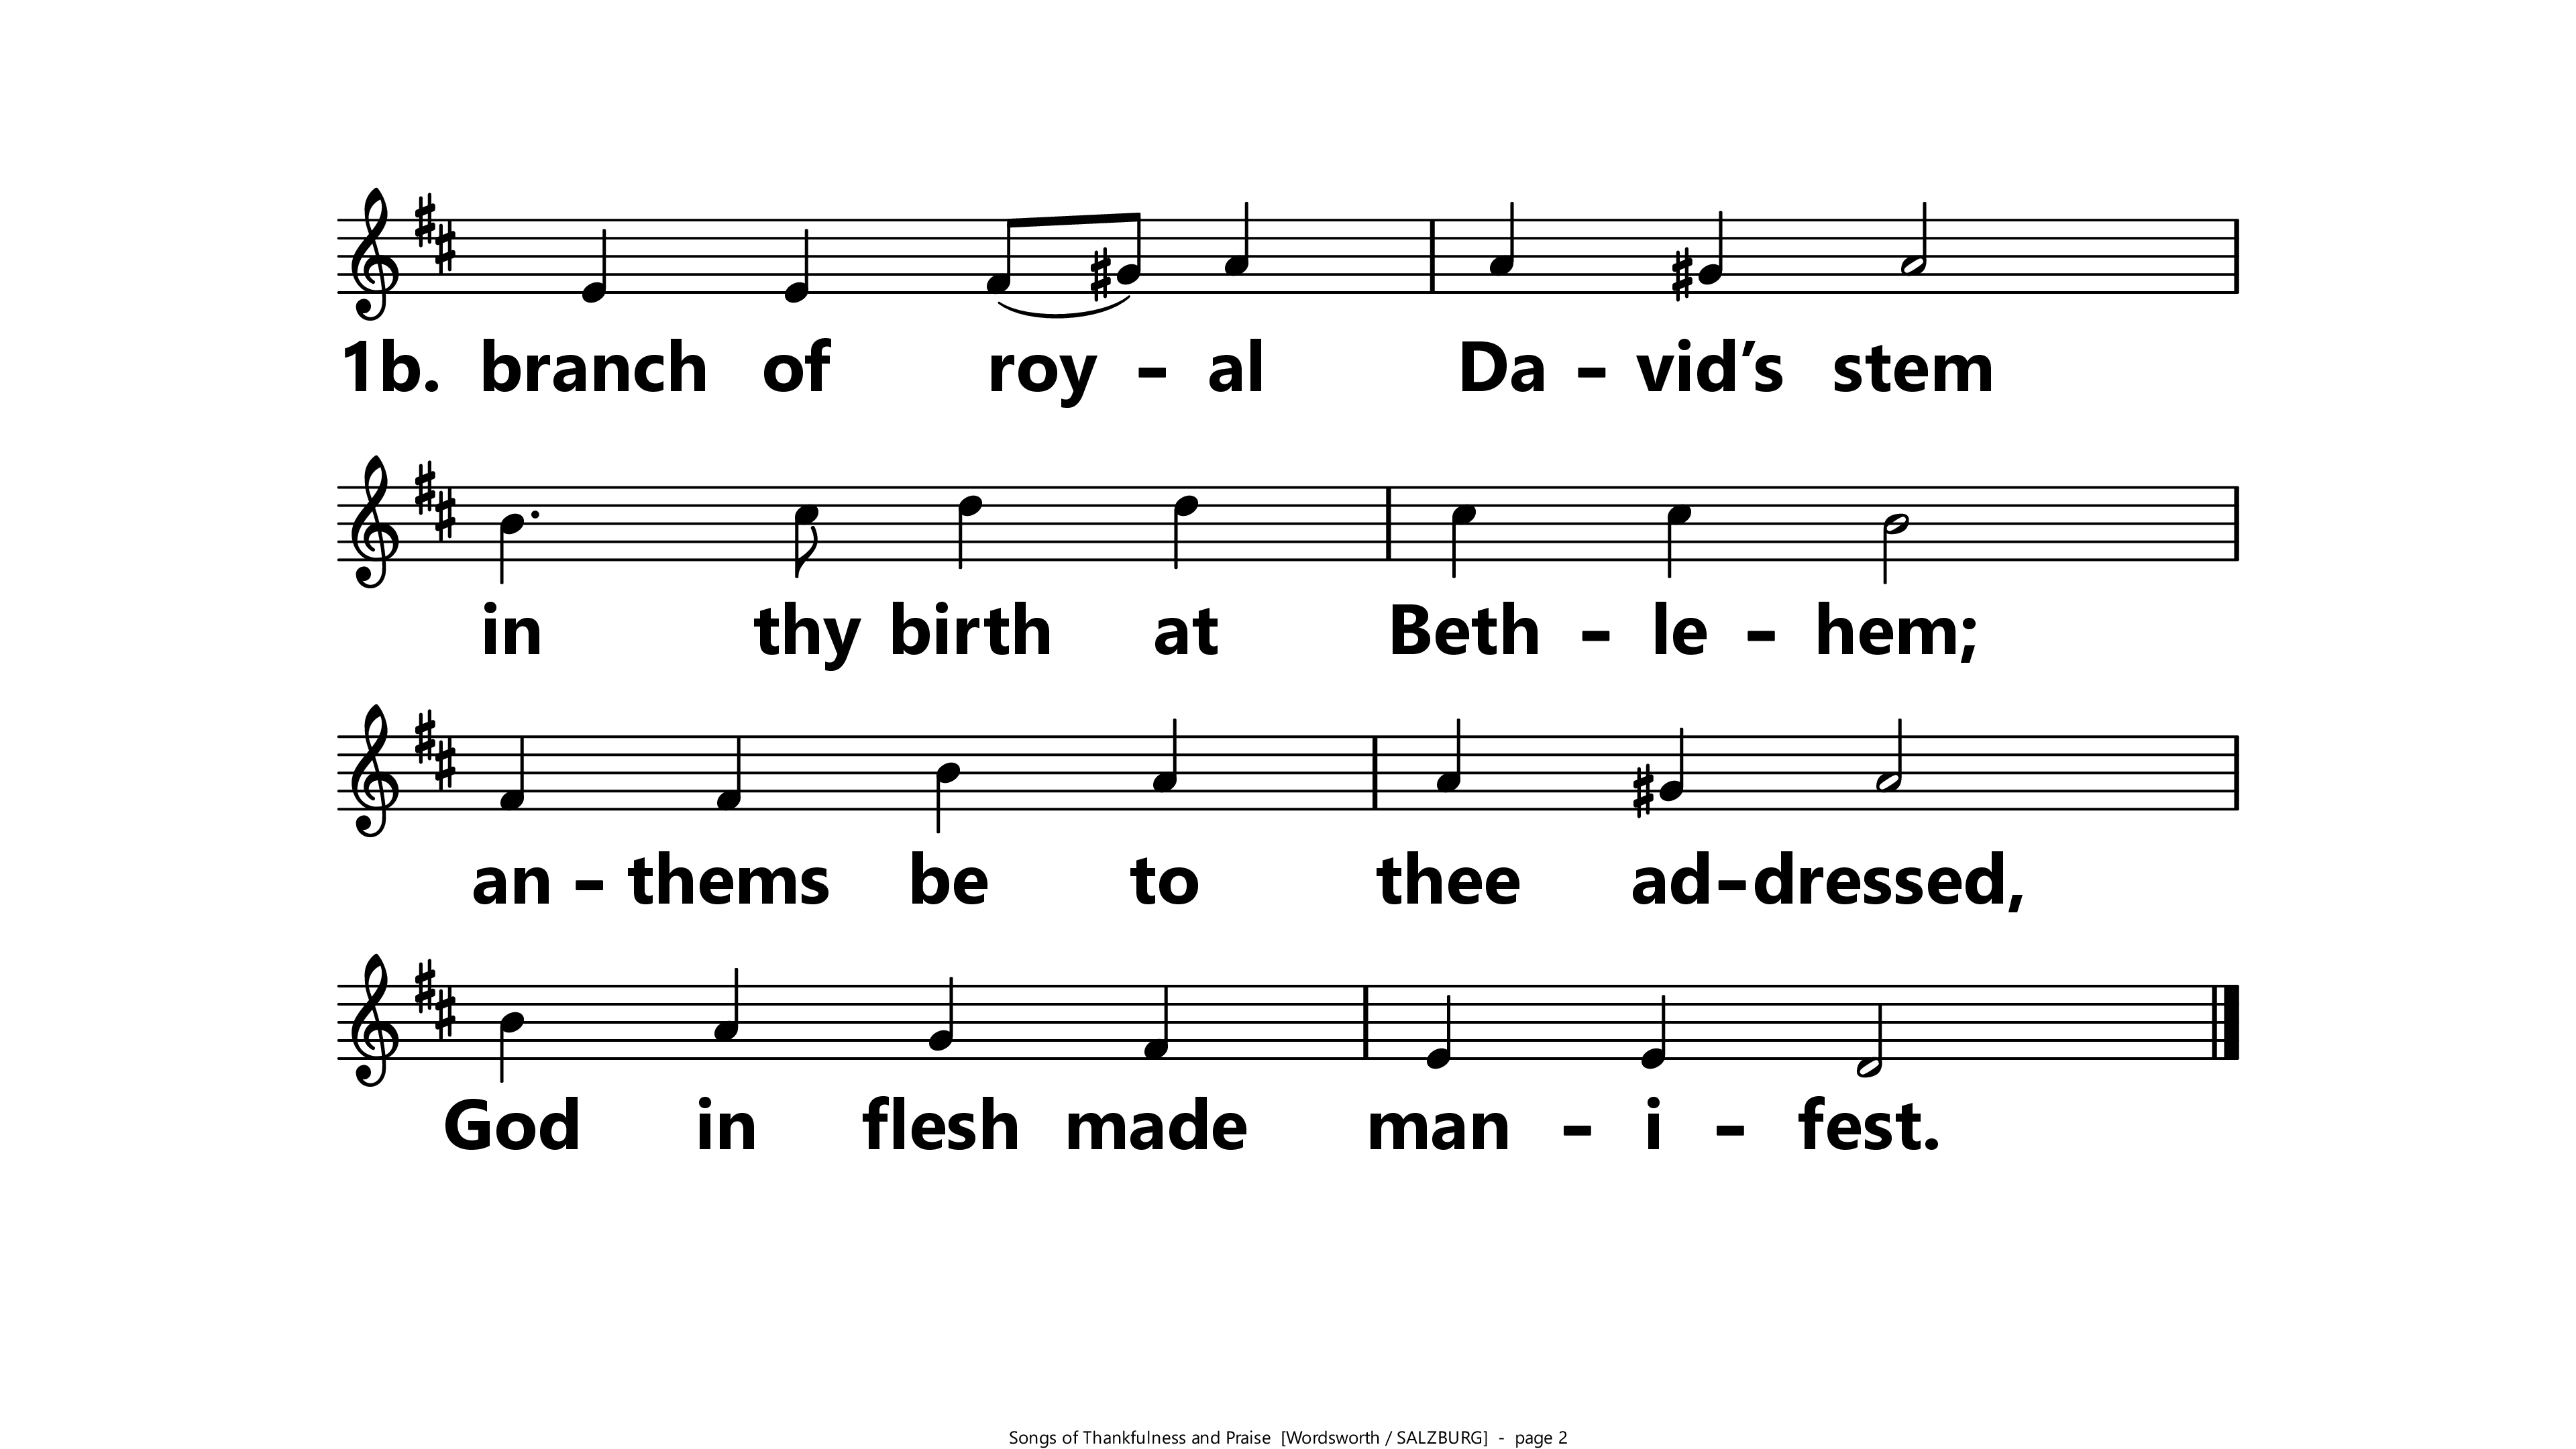 1b. branch of roy - al Da - vid’s stem
in thy birth at Beth - le - hem;
an - thems be to thee ad-dressed,
God in flesh made man - i - fest.
Songs of Thankfulness and Praise [Wordsworth / SALZBURG] - page 2